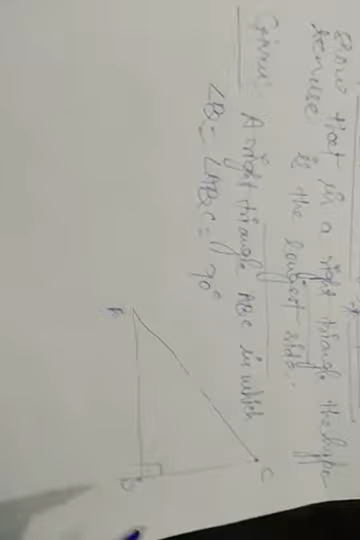 Show that in a right triangle the hypo
tenuse is the longest side.
Given: A right triangle ABC in which
∠B = ∠ABC = 90°
A
B
C